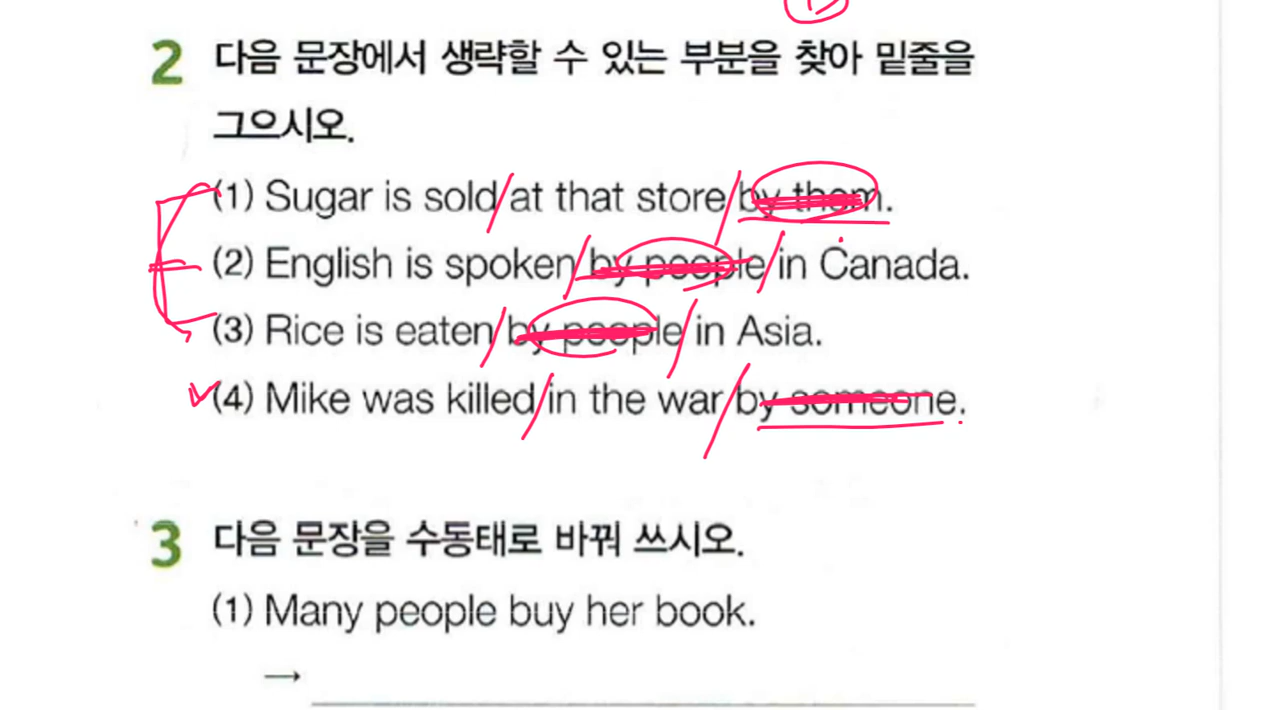 2 다음 문장에서 생략할 수 있는 부분을 찾아 밑줄을
그으시오.
(1) Sugar is sold at that store by them.
(2) English is spoken by people in Canada.
(3) Rice is eaten by people in Asia.
(4) Mike was killed in the war by someone.
3 다음 문장을 수동태로 바꿔 쓰시오.
(1) Many people buy her book.
→